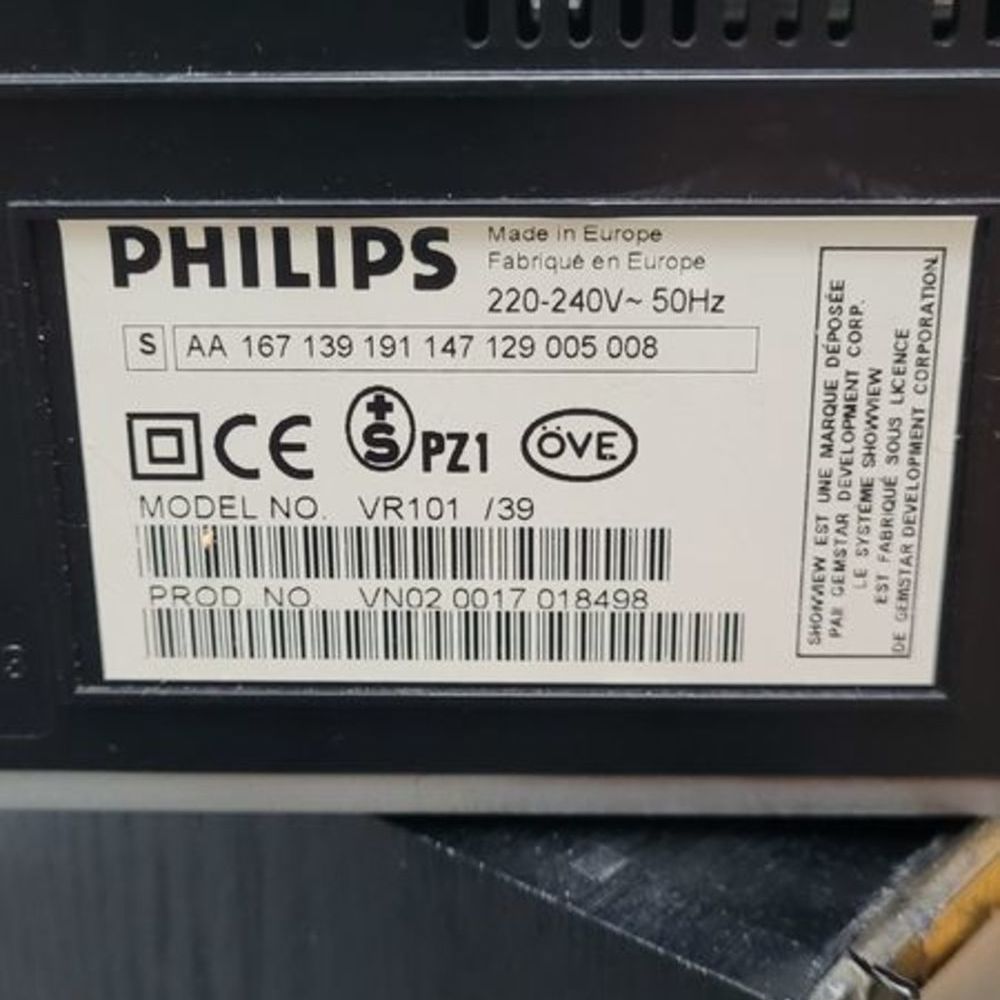 PHILIPS
Made in Europe
Fabriqué en Europe
220-240V~ 50Hz
S AA 167 139 191 147 129 005 008
CE +S PZ1 ÖVE
MODEL NO. VR101 /39
PROD NO VN02 0017 018498
SHOWVIEW EST UNE MARQUE DÉPOSÉE
PAR GEMSTAR DEVELOPMENT CORP.
LE SYSTÈME SHOWVIEW
EST FABRIQUÉ SOUS LICENCE
DE GEMSTAR DEVELOPMENT CORPORATION.